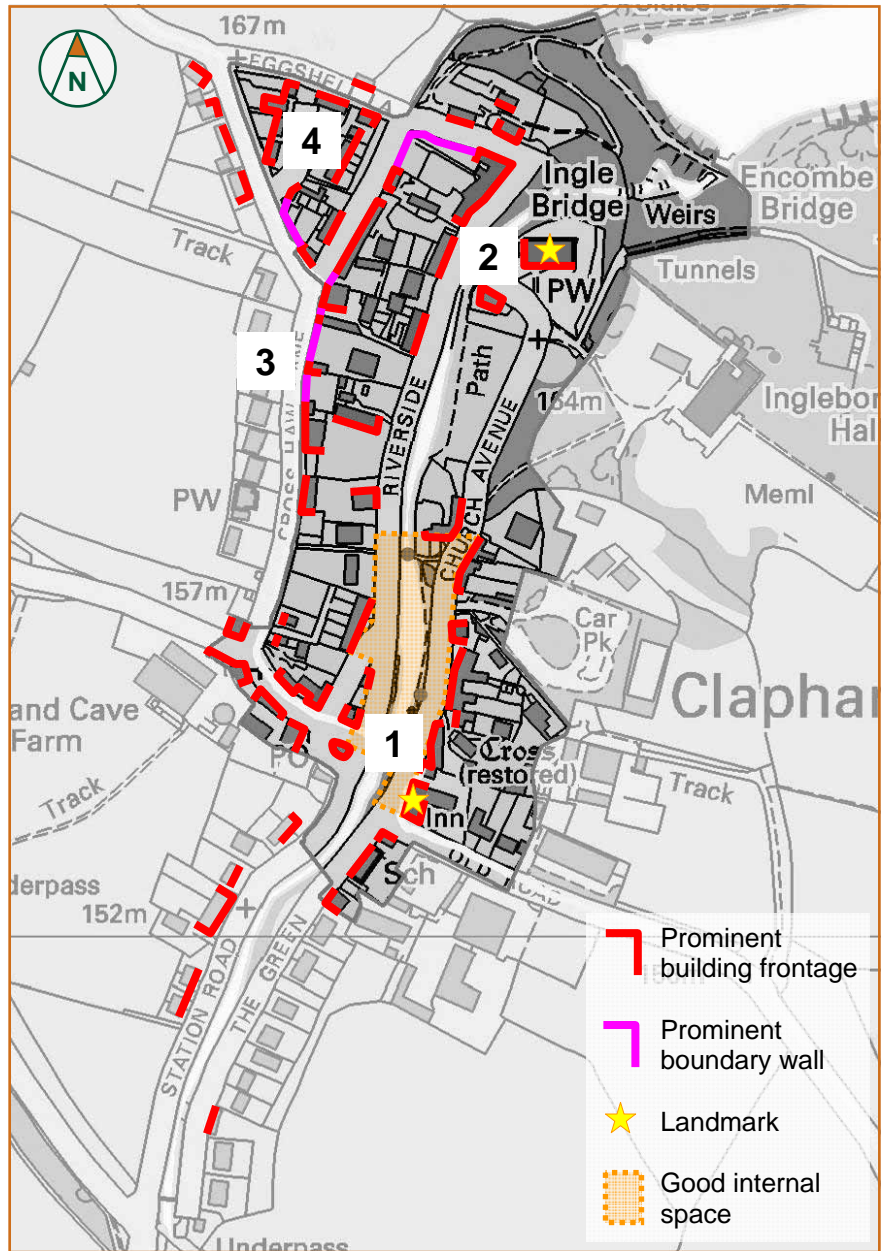 N
167m
EGGSHELL LA
4
Ingle
Bridge
Weirs
Encombe
Bridge
Tunnels
Track
2
PW
3
Path
RIVERSIDE
CHURCH AVENUE
164m
Inglebor
Hal
Meml
PW
CROSS HAW
157m
Car
Pk
and Cave
Farm
Clapham
PO
1
Cross
(restored)
Track
Track
Inn
Sch
OLD ROAD
derpass
152m
STATION ROAD
THE GREEN
Underpass
Prominent
building frontage
Prominent
boundary wall
Landmark
Good internal
space